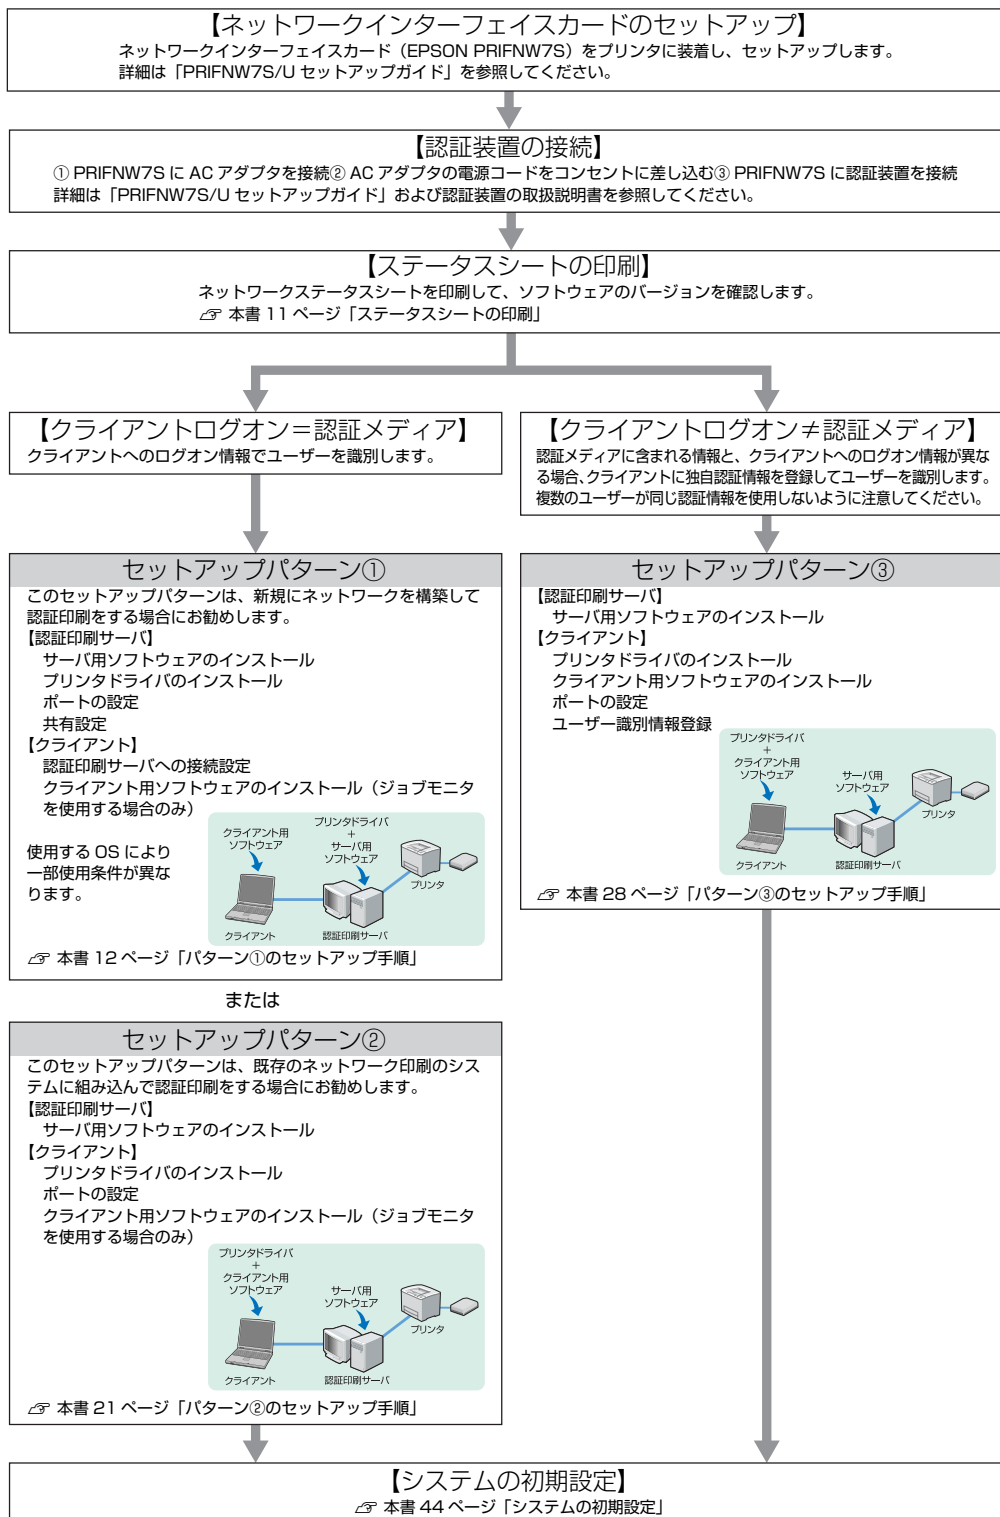 【ネットワークインターフェイスカードのセットアップ】
ネットワークインターフェイスカード（EPSON PRIFNW7S）をプリンタに装着し、セットアップします。
詳細は「PRIFNW7S/U セットアップガイド」を参照してください。
【認証装置の接続】
① PRIFNW7S に AC アダプタを接続② AC アダプタの電源コードをコンセントに差し込む③ PRIFNW7S に認証装置を接続
詳細は「PRIFNW7S/U セットアップガイド」および認証装置の取扱説明書を参照してください。
【ステータスシートの印刷】
ネットワークステータスシートを印刷して、ソフトウェアのバージョンを確認します。
本書 11 ページ「ステータスシートの印刷」
【クライアントログオン＝認証メディア】
クライアントへのログオン情報でユーザーを識別します。
【クライアントログオン≠認証メディア】
認証メディアに含まれる情報と、クライアントへのログオン情報が異な
る場合、クライアントに独自認証情報を登録してユーザーを識別します。
複数のユーザーが同じ認証情報を使用しないように注意してください。
セットアップパターン①
このセットアップパターンは、新規にネットワークを構築して
認証印刷をする場合にお勧めします。
【認証印刷サーバ】
サーバ用ソフトウェアのインストール
プリンタドライバのインストール
ポートの設定
共有設定
【クライアント】
認証印刷サーバへの接続設定
クライアント用ソフトウェアのインストール（ジョブモニタ
を使用する場合のみ）
使用する OS により
一部使用条件が異な
ります。
クライアント用
ソフトウェア
プリンタドライバ
＋
サーバ用
ソフトウェア
プリンタ
クライアント
認証印刷サーバ
本書 12 ページ「パターン①のセットアップ手順」
セットアップパターン③
【認証印刷サーバ】
サーバ用ソフトウェアのインストール
【クライアント】
プリンタドライバのインストール
クライアント用ソフトウェアのインストール
ポートの設定
ユーザー識別情報登録
プリンタドライバ
＋
クライアント用
ソフトウェア
サーバ用
ソフトウェア
プリンタ
クライアント
認証印刷サーバ
本書 28 ページ「パターン③のセットアップ手順」
または
セットアップパターン②
このセットアップパターンは、既存のネットワーク印刷のシス
テムに組み込んで認証印刷をする場合にお勧めします。
【認証印刷サーバ】
サーバ用ソフトウェアのインストール
【クライアント】
プリンタドライバのインストール
ポートの設定
クライアント用ソフトウェアのインストール（ジョブモニタ
を使用する場合のみ）
プリンタドライバ
＋
クライアント用
ソフトウェア
サーバ用
ソフトウェア
プリンタ
クライアント
認証印刷サーバ
本書 21 ページ「パターン②のセットアップ手順」
【システムの初期設定】
本書 44 ページ「システムの初期設定」